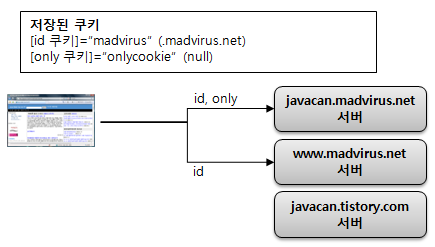 저장된 쿠키
[id 쿠키]="madvirus" (.madvirus.net)
[only 쿠키]="onlycookie" (null)
id, only
javacan.madvirus.net
서버
www.madvirus.net
서버
id
javacan.tistory.com
서버